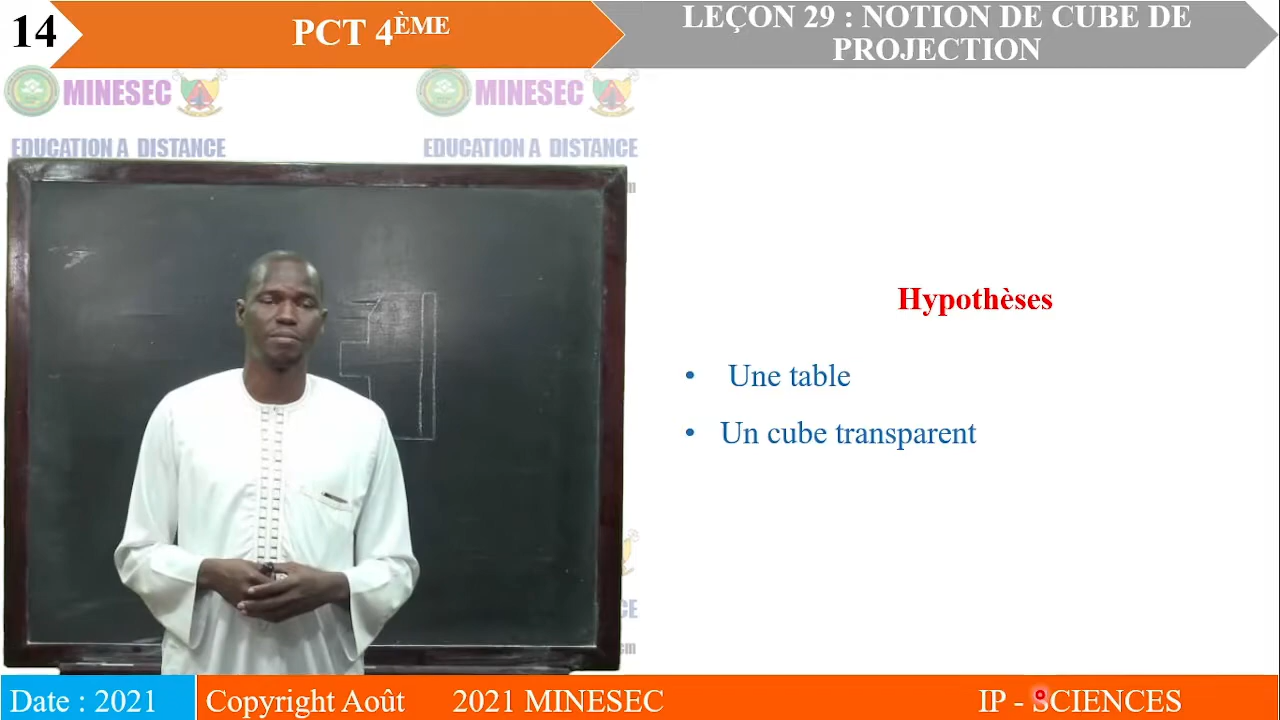 14
PCT 4ÈME
LEÇON 29 : NOTION DE CUBE DE
PROJECTION
MINESEC
MINESEC
EDUCATION A DISTANCE
EDUCATION A DISTANCE
Hypothèses
• Une table
• Un cube transparent
Date : 2021
Copyright Août 2021 MINESEC
IP - SCIENCES